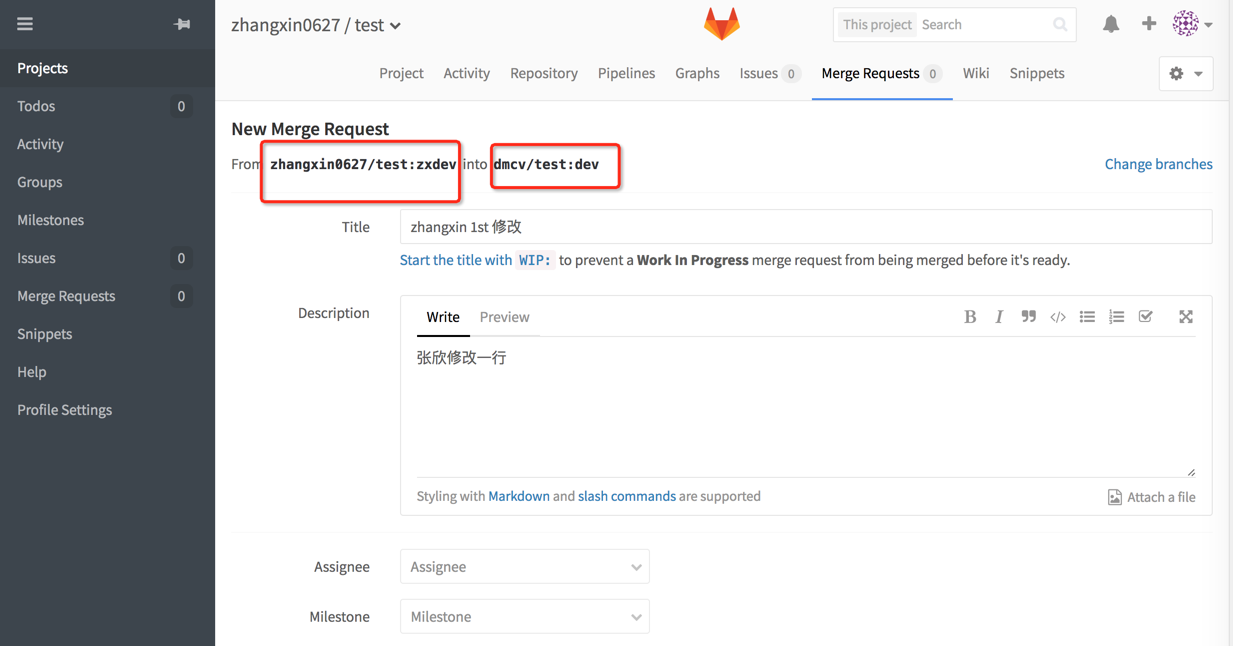 zhangxin0627 / test
This project Search
Projects
Todos 0
Activity
Groups
Milestones
Issues 0
Merge Requests 0
Snippets
Help
Profile Settings
Project Activity Repository Pipelines Graphs Issues 0 Merge Requests 0 Wiki Snippets
New Merge Request
From zhangxin0627/test:zxdev into dmcv/test:dev
Change branches
Title
zhangxin 1st 修改
Start the title with WIP: to prevent a Work In Progress merge request from being merged before it's ready.
Description
Write Preview
张欣修改一行
Styling with Markdown and slash commands are supported
Attach a file
Assignee
Assignee
Milestone
Milestone